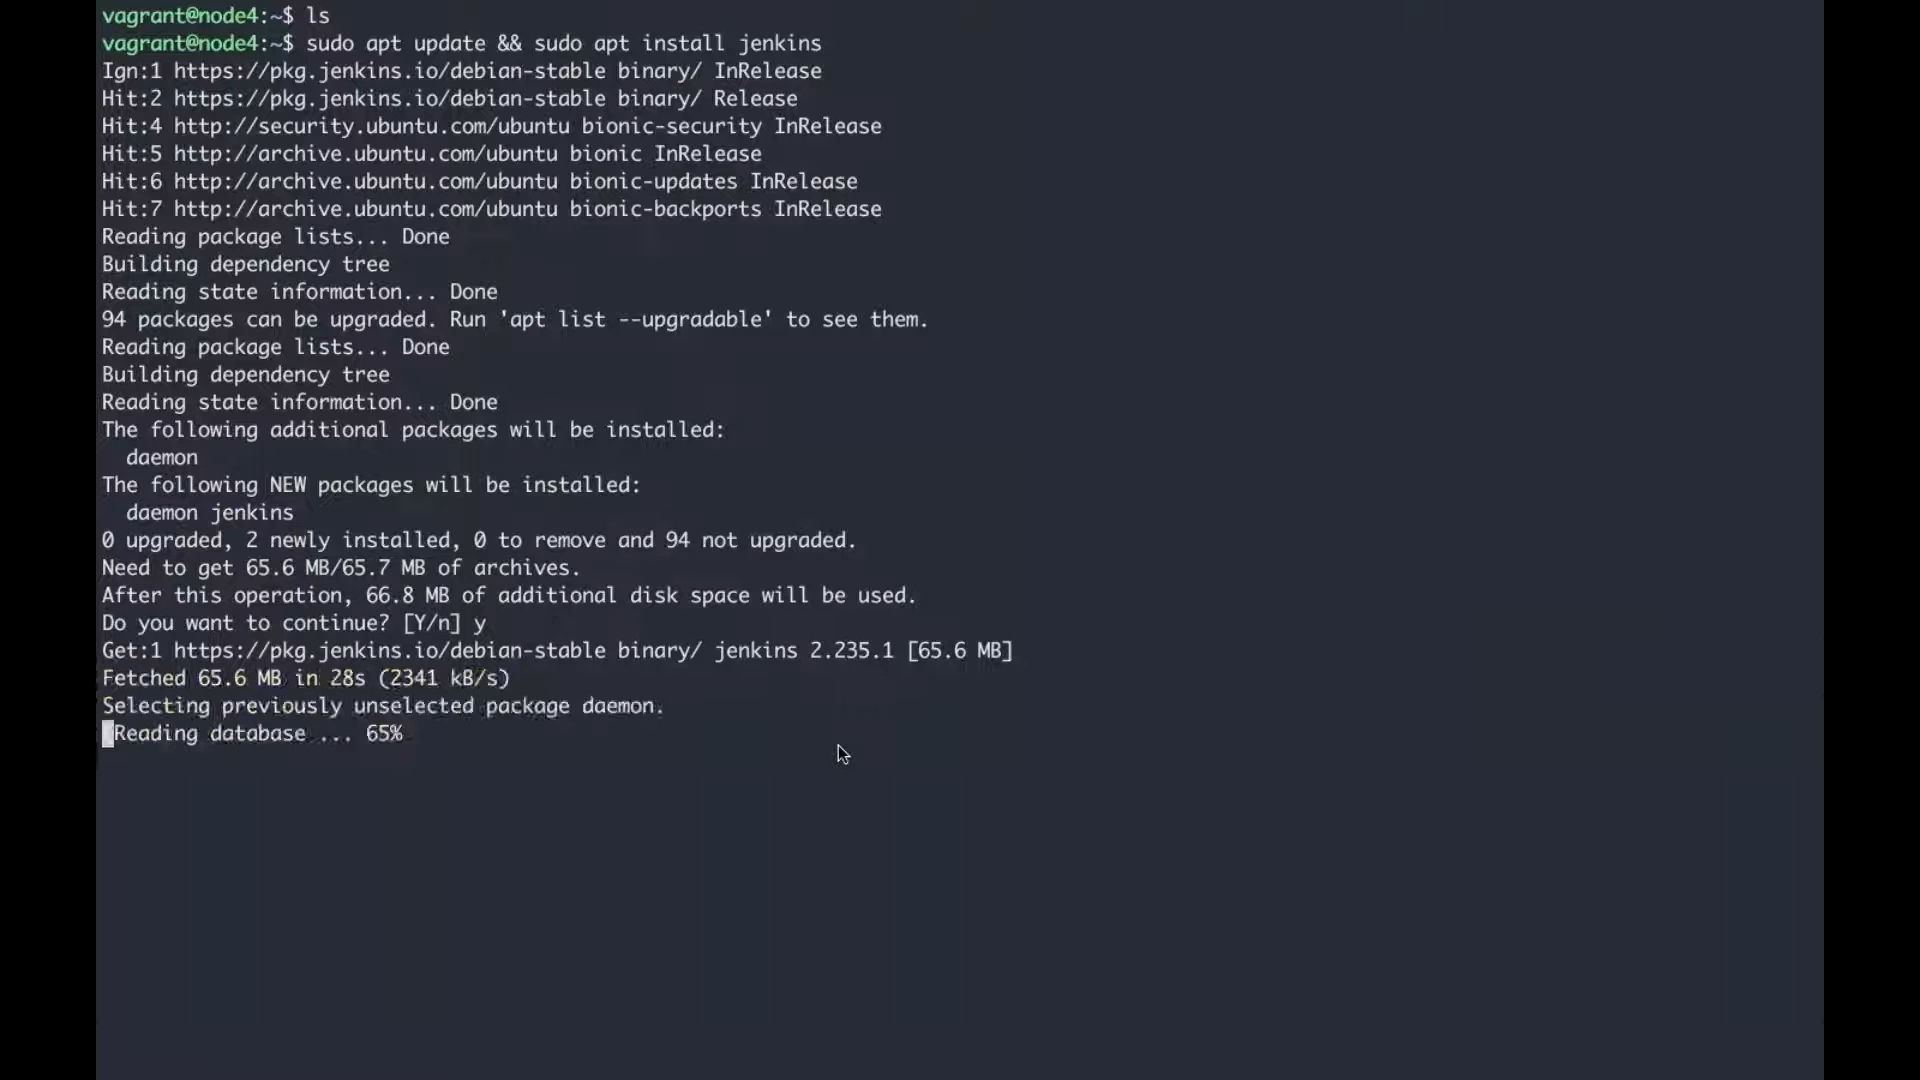 vagrant@node4:~$ ls
vagrant@node4:~$ sudo apt update && sudo apt install jenkins
Ign:1 https://pkg.jenkins.io/debian-stable binary/ InRelease
Hit:2 https://pkg.jenkins.io/debian-stable binary/ Release
Hit:4 http://security.ubuntu.com/ubuntu bionic-security InRelease
Hit:5 http://archive.ubuntu.com/ubuntu bionic InRelease
Hit:6 http://archive.ubuntu.com/ubuntu bionic-updates InRelease
Hit:7 http://archive.ubuntu.com/ubuntu bionic-backports InRelease
Reading package lists... Done
Building dependency tree
Reading state information... Done
94 packages can be upgraded. Run 'apt list --upgradable' to see them.
Reading package lists... Done
Building dependency tree
Reading state information... Done
The following additional packages will be installed:
  daemon
The following NEW packages will be installed:
  daemon jenkins
0 upgraded, 2 newly installed, 0 to remove and 94 not upgraded.
Need to get 65.6 MB/65.7 MB of archives.
After this operation, 66.8 MB of additional disk space will be used.
Do you want to continue? [Y/n] y
Get:1 https://pkg.jenkins.io/debian-stable binary/ jenkins 2.235.1 [65.6 MB]
Fetched 65.6 MB in 28s (2341 kB/s)
Selecting previously unselected package daemon.
Reading database ... 65%